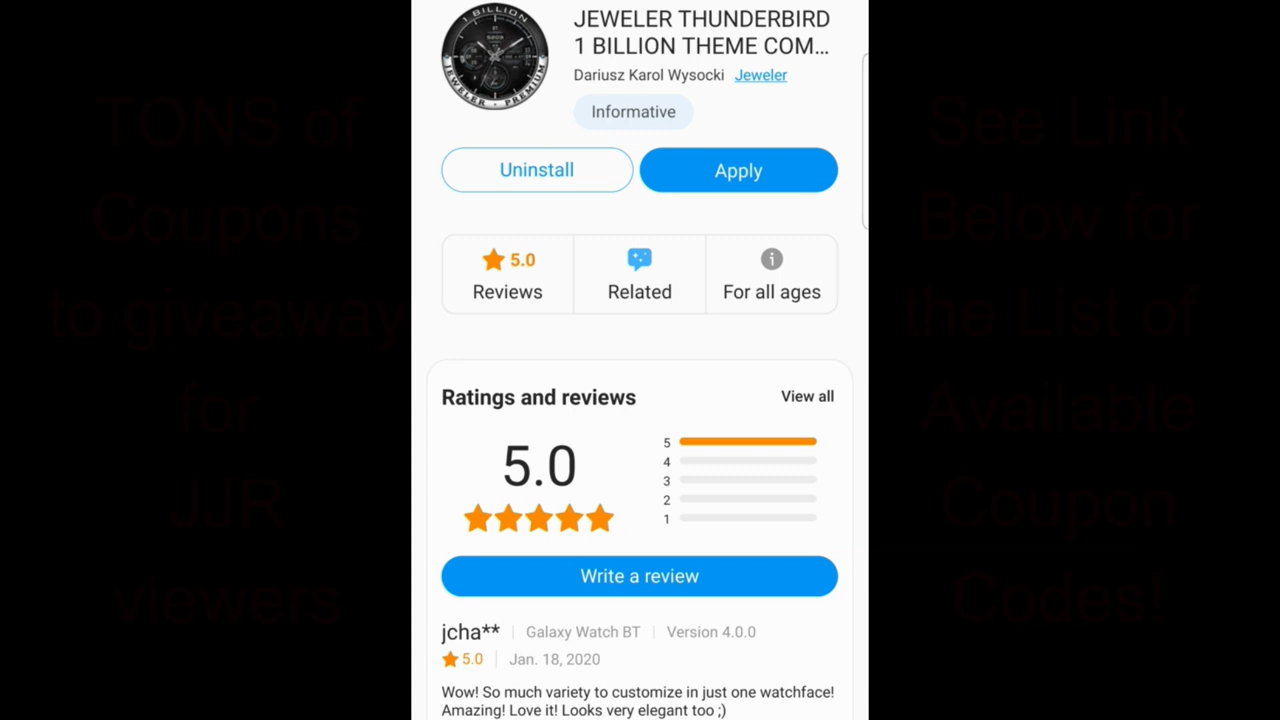 1 BILLION
JEWELER · PREMIUM
JEWELER THUNDERBIRD
1 BILLION THEME COM...
Dariusz Karol Wysocki Jeweler
Informative
Uninstall
Apply
5.0
Reviews
Related
For all ages
Ratings and reviews
View all
5.0
5
4
3
2
1
Write a review
jcha** Galaxy Watch BT Version 4.0.0
5.0 Jan. 18, 2020
Wow! So much variety to customize in just one watchface!
Amazing! Love it! Looks very elegant too ;)
TONS of
Coupons
to giveaway
for
JJR
viewers
See Link
Below for
the List of
Available
Coupon
Codes!